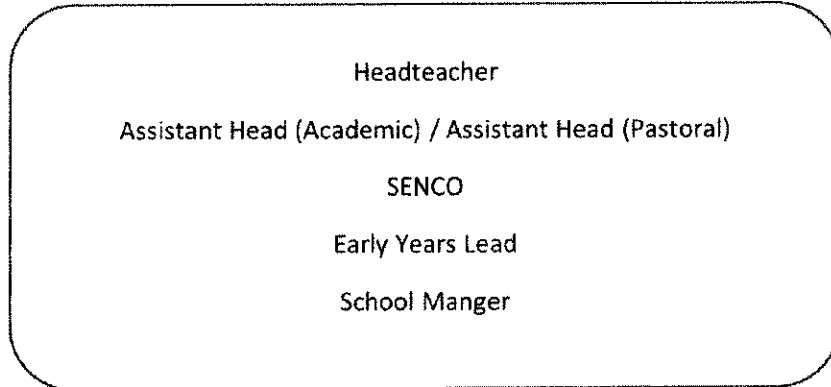 Headteacher
Assistant Head (Academic) / Assistant Head (Pastoral)
SENCO
Early Years Lead
School Manger